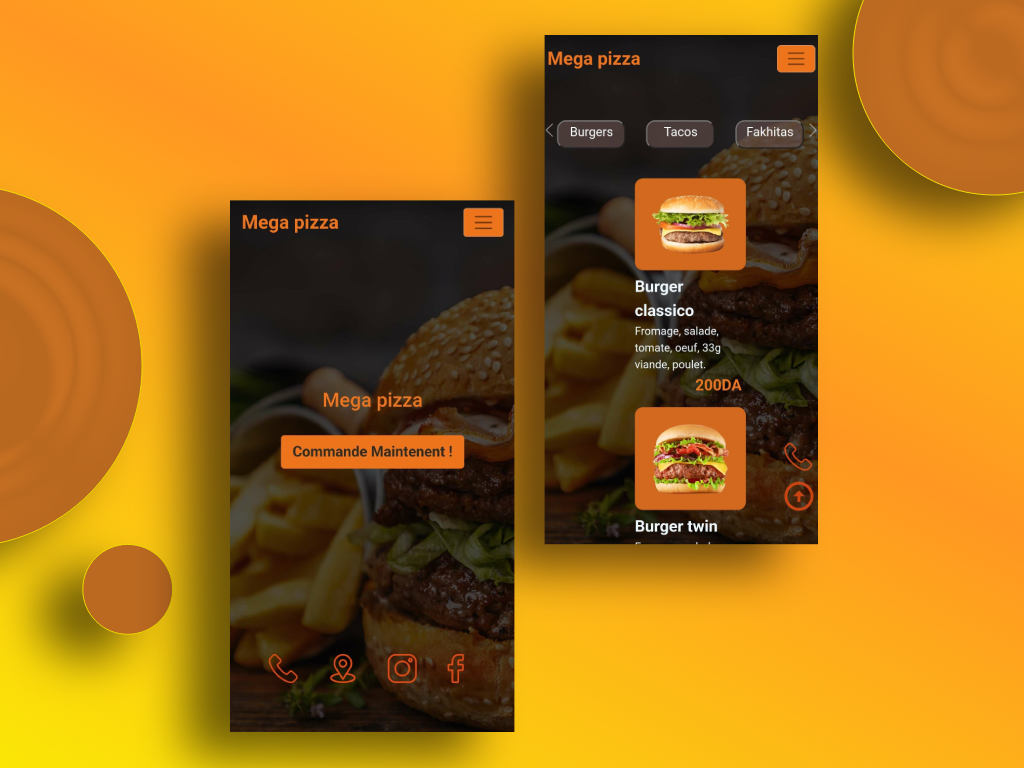 Mega pizza
Mega pizza
Commande Maintenent !
Mega pizza
Burgers
Tacos
Fakhitas
Burger
classico
Fromage, salade,
tomate, oeuf, 33g
viande, poulet.
200DA
Burger twin